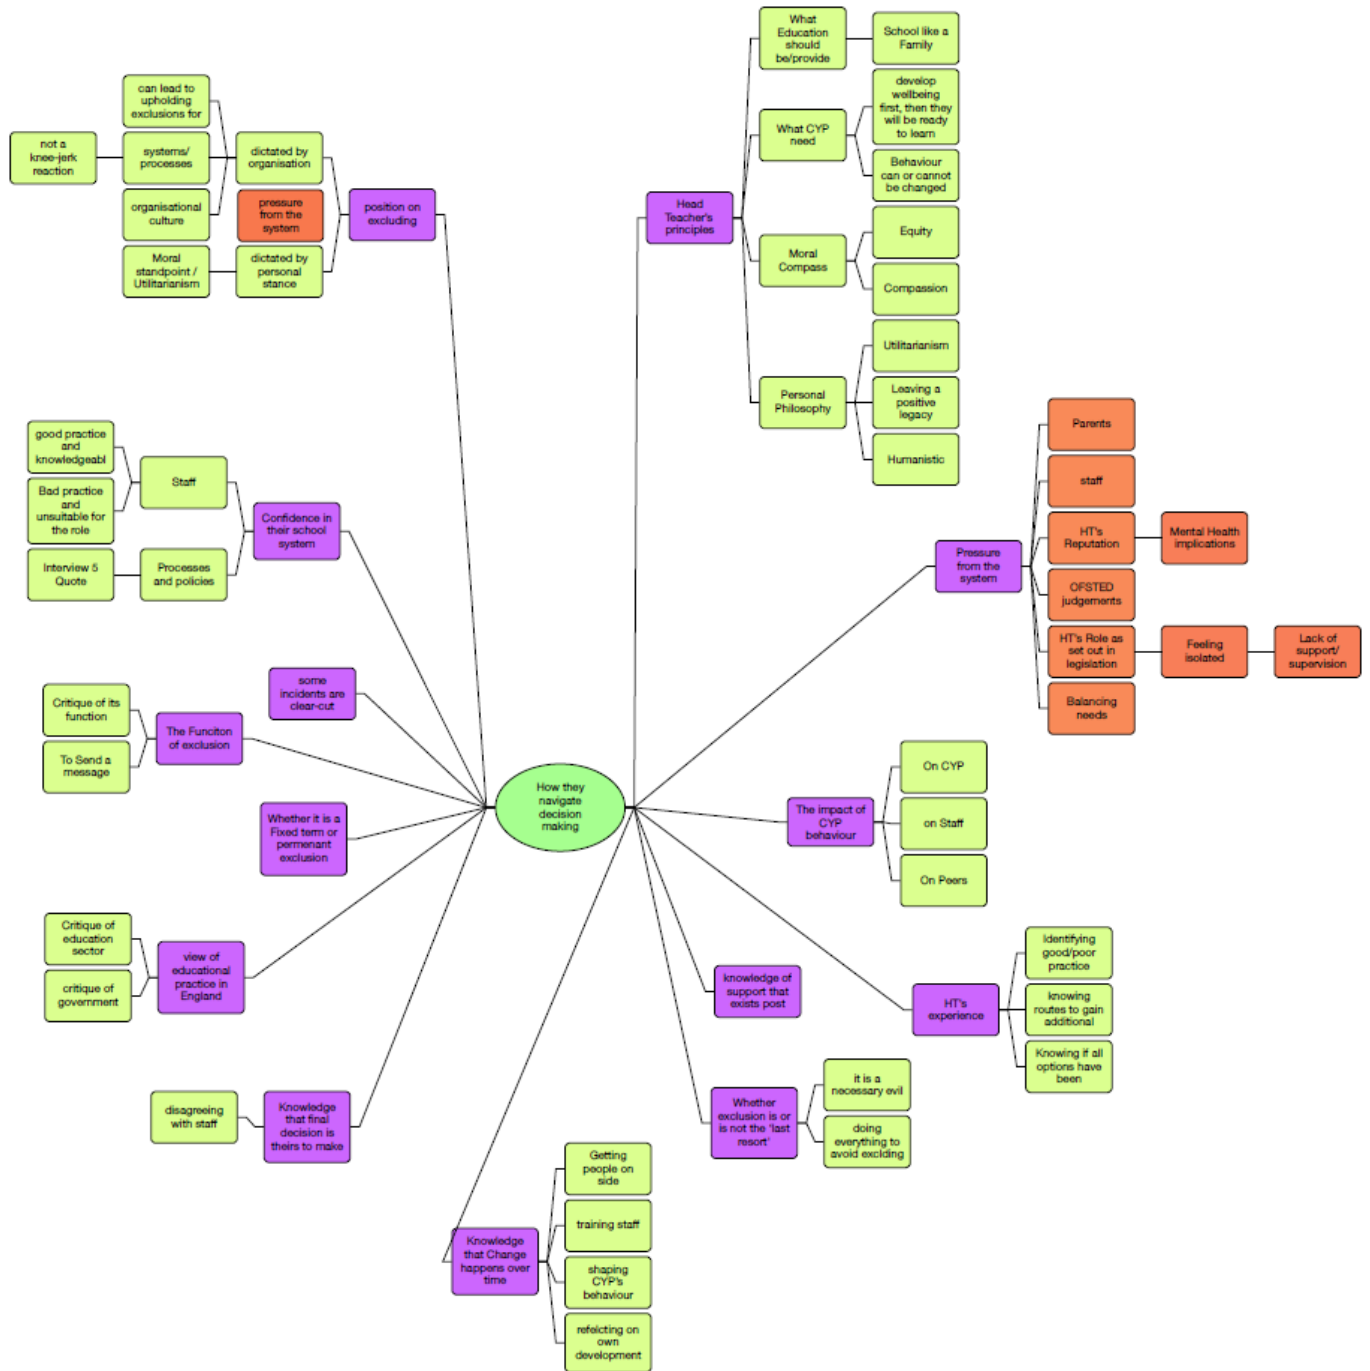 What
Education
should
be/provide
School like a
Family
develop
wellbeing
first, then they
will be ready
to learn
What CYP
need
Behaviour
can or cannot
be changed
Head
Teacher's
principles
Equity
Moral
Compass
Compassion
Utilitarianism
Personal
Philosophy
Leaving a
positive
legacy
Humanistic
can lead to
upholding
exclusions for
not a
knee-jerk
reaction
systems/
processes
dictated by
organisation
organisational
culture
pressure
from the
system
position on
excluding
Moral
standpoint /
Utilitarianism
dictated by
personal
stance
Parents
staff
HT's
Reputation
Mental Health
implications
Pressure
from the
system
OFSTED
judgements
HT's Role as
set out in
legislation
Feeling
isolated
Lack of
support/
supervision
Balancing
needs
good practice
and
knowledgeabl
Staff
Bad practice
and
unsuitable for
the role
Confidence in
their school
system
Interview 5
Quote
Processes
and policies
some
incidents are
clear-cut
Critique of its
function
The Funciton
of exclusion
To Send a
message
How they
navigate
decision
making
Whether it is a
Fixed term or
permenant
exclusion
On CYP
The impact of
CYP
behaviour
on Staff
On Peers
Critique of
education
sector
view of
educational
practice in
England
critique of
government
knowledge of
support that
exists post
Identifying
good/poor
practice
HT's
experience
knowing
routes to gain
additional
Knowing if all
options have
been
disagreeing
with staff
Knowledge
that final
decision is
theirs to make
Whether
exclusion is or
is not the 'last
resort'
it is a
necessary evil
doing
everything to
avoid exclding
Getting
people on
side
training staff
Knowledge
that Change
happens over
time
shaping
CYP's
behaviour
refelcting on
own
development